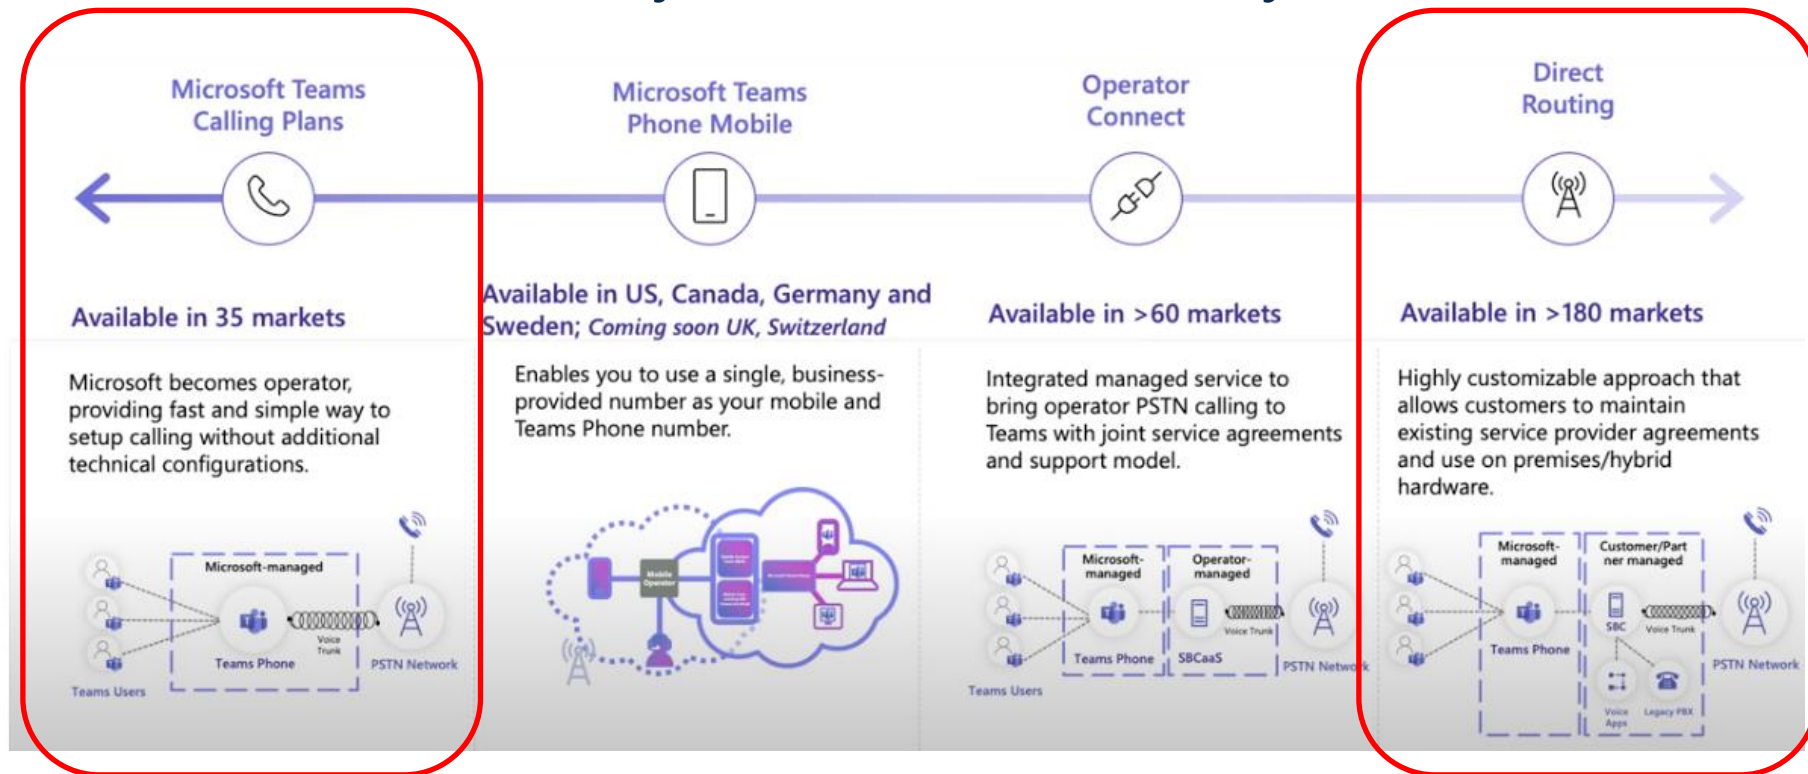 Microsoft Teams
Calling Plans
Available in 35 markets
Microsoft becomes operator,
providing fast and simple way to
setup calling without additional
technical configurations.
Microsoft-managed
Voice
Trunk
Teams Phone
PSTN Network
Teams Users
Microsoft Teams
Phone Mobile
Available in US, Canada, Germany and
Sweden; Coming soon UK, Switzerland
Enables you to use a single, business-
provided number as your mobile and
Teams Phone number.
Mobile
Operator
Operator
Connect
Available in >60 markets
Integrated managed service to
bring operator PSTN calling to
Teams with joint service agreements
and support model.
Microsoft-
managed
Operator-
managed
Voice Trunk
Teams Phone
SBCaaS
PSTN Network
Teams Users
Direct
Routing
Available in >180 markets
Highly customizable approach that
allows customers to maintain
existing service provider agreements
and use on premises/hybrid
hardware.
Microsoft-
managed
Customer/Part
ner managed
SBC
Voice Trunk
Teams Phone
PSTN Network
Voice
Apps
Legacy PBX